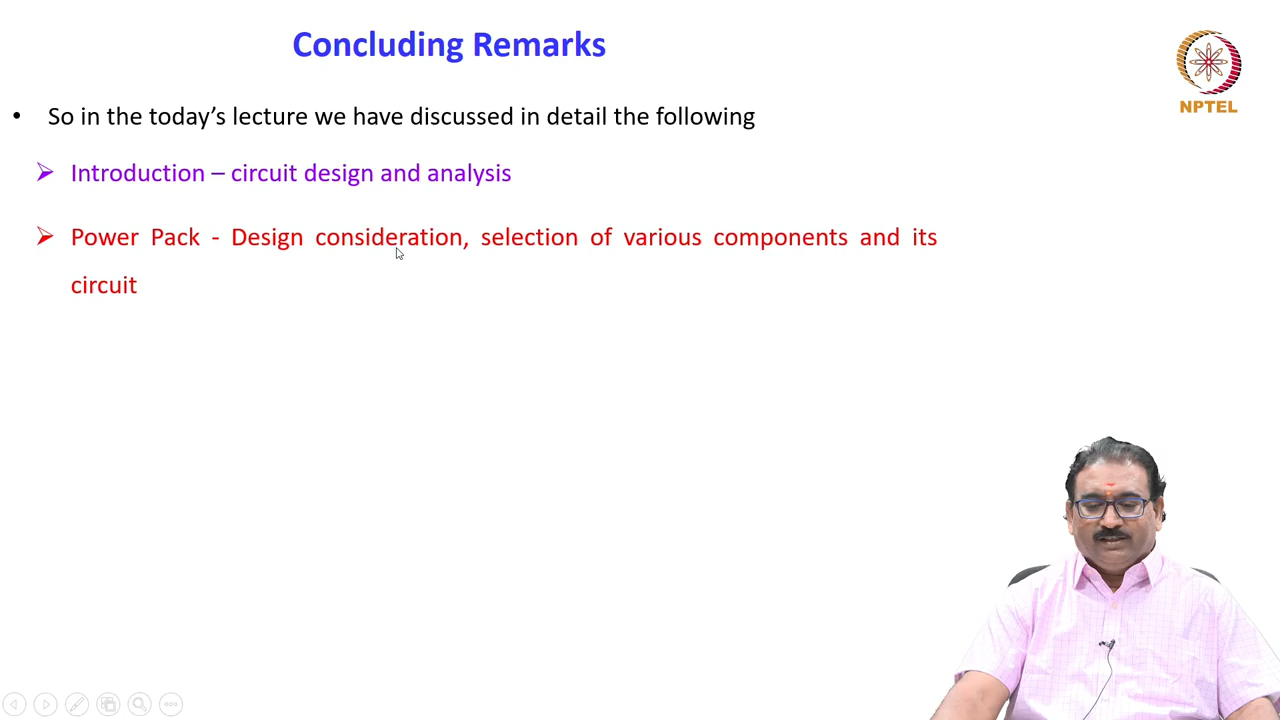 Concluding Remarks
NPTEL
• So in the today’s lecture we have discussed in detail the following
➢ Introduction – circuit design and analysis
➢ Power Pack - Design consideration, selection of various components and its
circuit